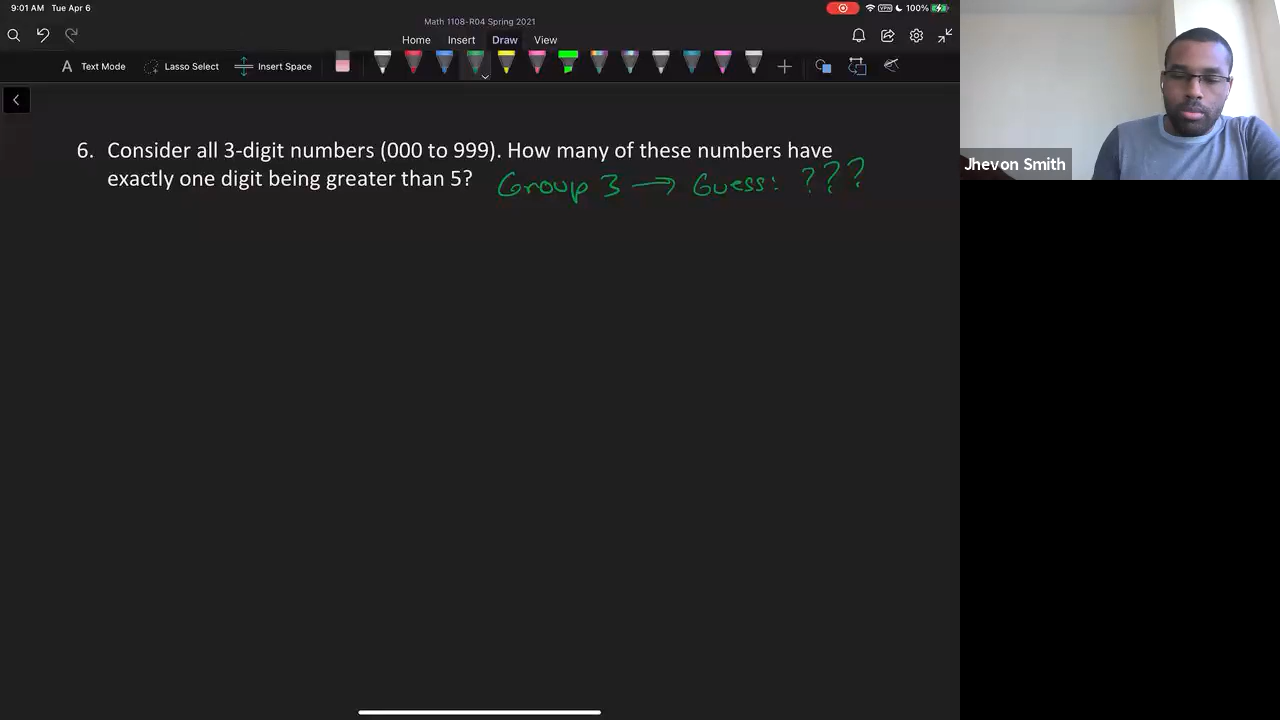 9:01 AM Tue Apr 6
VPN 100%
Math 1108-R04 Spring 2021
Home Insert Draw View
A Text Mode Lasso Select Insert Space
6. Consider all 3-digit numbers (000 to 999). How many of these numbers have
exactly one digit being greater than 5? Group 3 → Guess: ???
Jhevon Smith